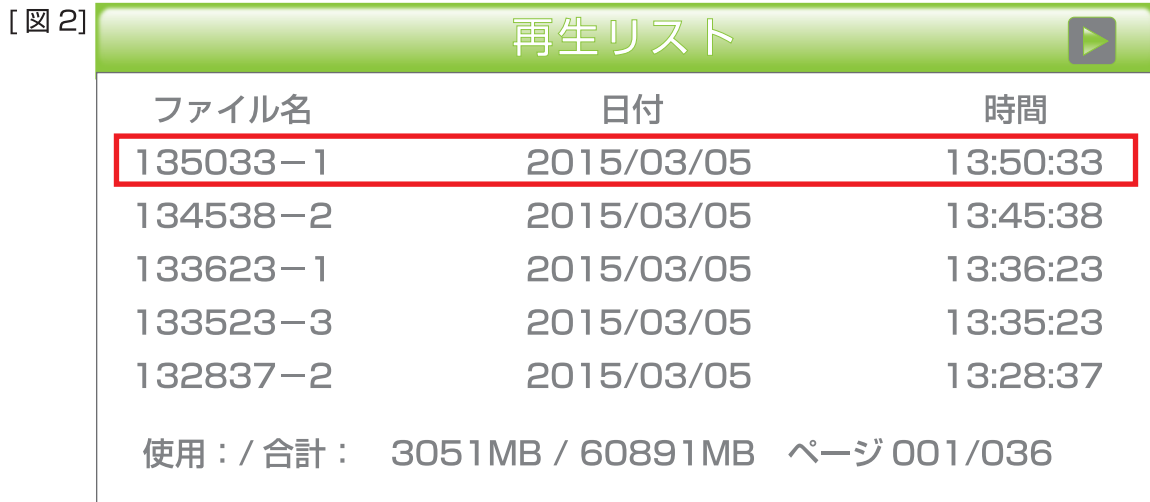 [ 図 2]
再生リスト
ファイル名 日付 時間
135033－1 2015/03/05 13:50:33
134538－2 2015/03/05 13:45:38
133623－1 2015/03/05 13:36:23
133523－3 2015/03/05 13:35:23
132837－2 2015/03/05 13:28:37
使用：/ 合計： 3051MB / 60891MB ページ 001/036